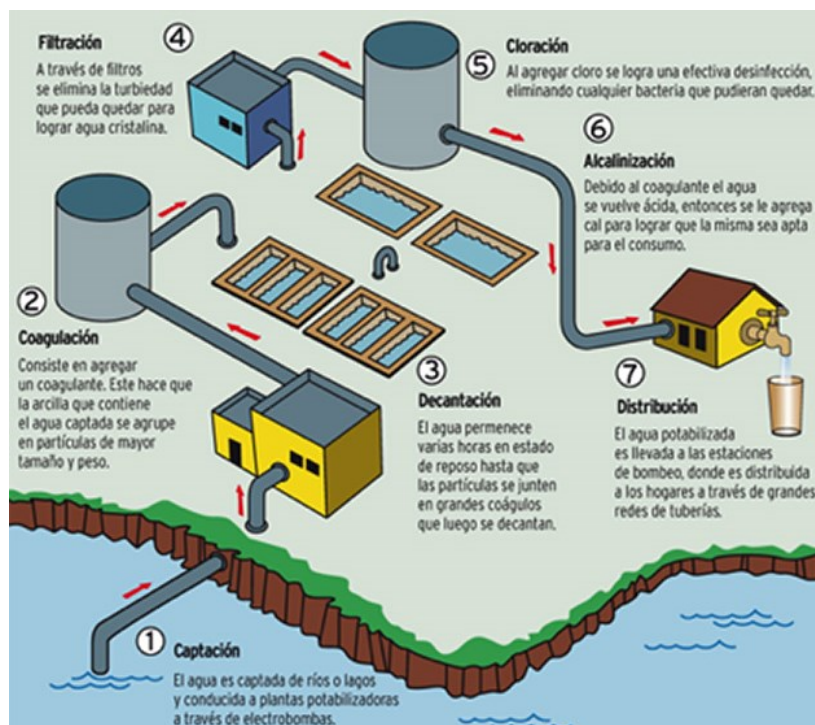 ①
Captación
El agua es captada de ríos o lagos
y conducida a plantas potabilizadoras
a través de electrobombas.
②
Coagulación
Consiste en agregar
un coagulante. Este hace que
la arcilla que contiene
el agua captada se agrupe
en partículas de mayor
tamaño y peso.
③
Decantación
El agua permenece
varias horas en estado
de reposo hasta que
las partículas se junten
en grandes coágulos
que luego se decantan.
④
Filtración
A través de filtros
se elimina la turbiedad
que pueda quedar para
lograr agua cristalina.
⑤
Cloración
Al agregar cloro se logra una efectiva desinfección,
eliminando cualquier bacteria que pudieran quedar.
⑥
Alcalinización
Debido al coagulante el agua
se vuelve ácida, entonces se le agrega
cal para lograr que la misma sea apta
para el consumo.
⑦
Distribución
El agua potabilizada
es llevada a las estaciones
de bombeo, donde es distribuida
a los hogares a través de grandes
redes de tuberías.